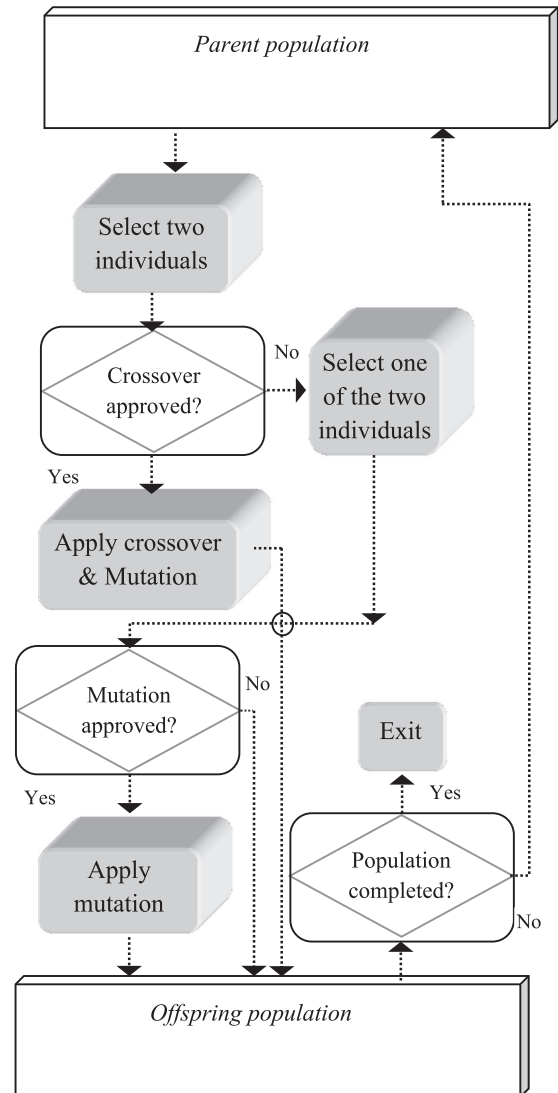 Parent population
Select two
individuals
Crossover
approved?
No
Select one
of the two
individuals
Yes
Apply crossover
& Mutation
Mutation
approved?
No
Yes
Apply
mutation
Exit
Yes
Population
completed?
No
Offspring population